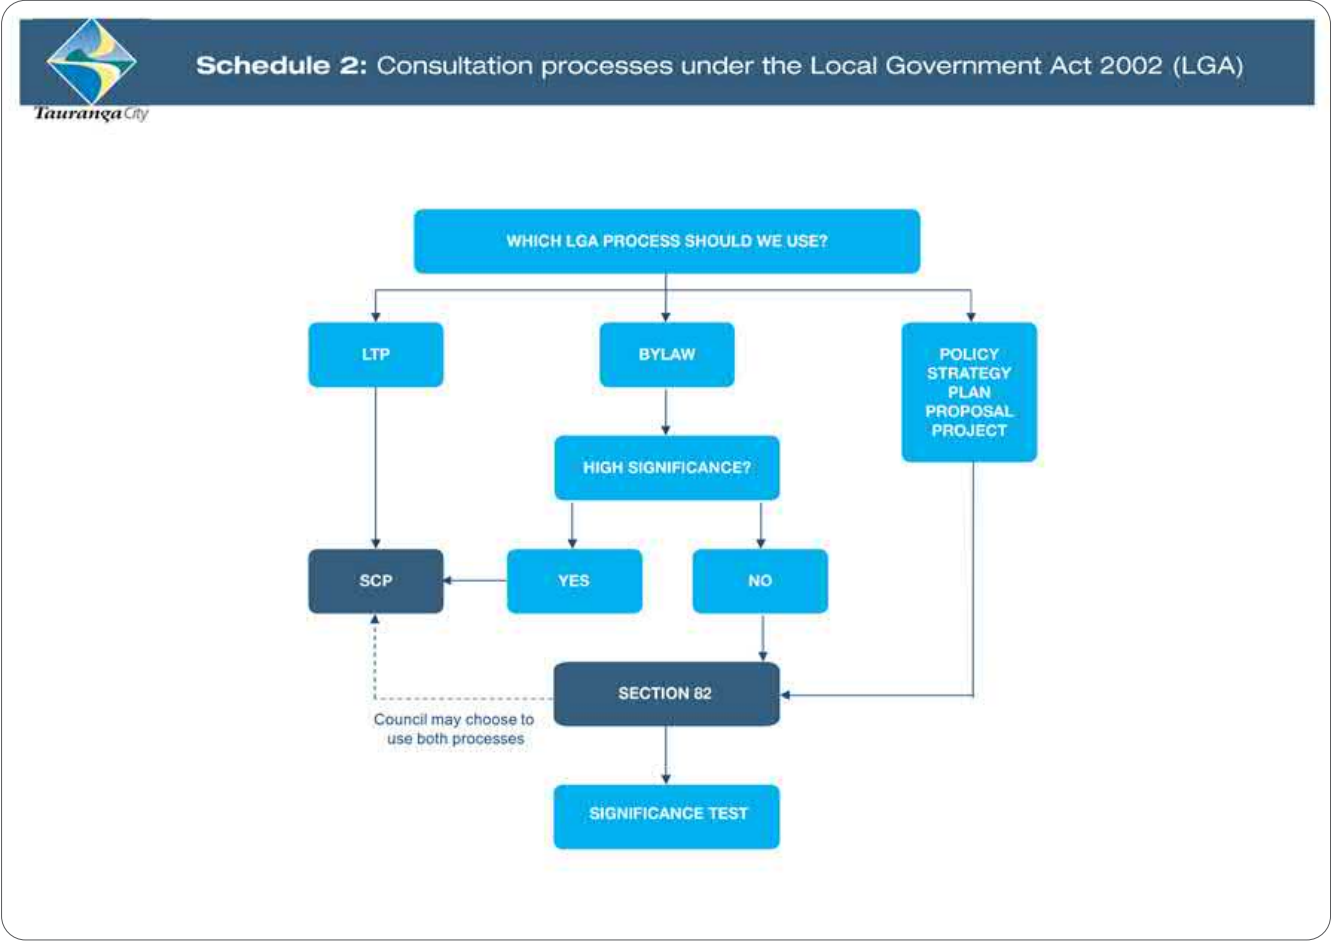 Schedule 2: Consultation processes under the Local Government Act 2002 (LGA)
Tauranga City
WHICH LGA PROCESS SHOULD WE USE?
LTP
BYLAW
POLICY
STRATEGY
PLAN
PROPOSAL
PROJECT
HIGH SIGNIFICANCE?
SCP
YES
NO
SECTION 82
Council may choose to
use both processes
SIGNIFICANCE TEST